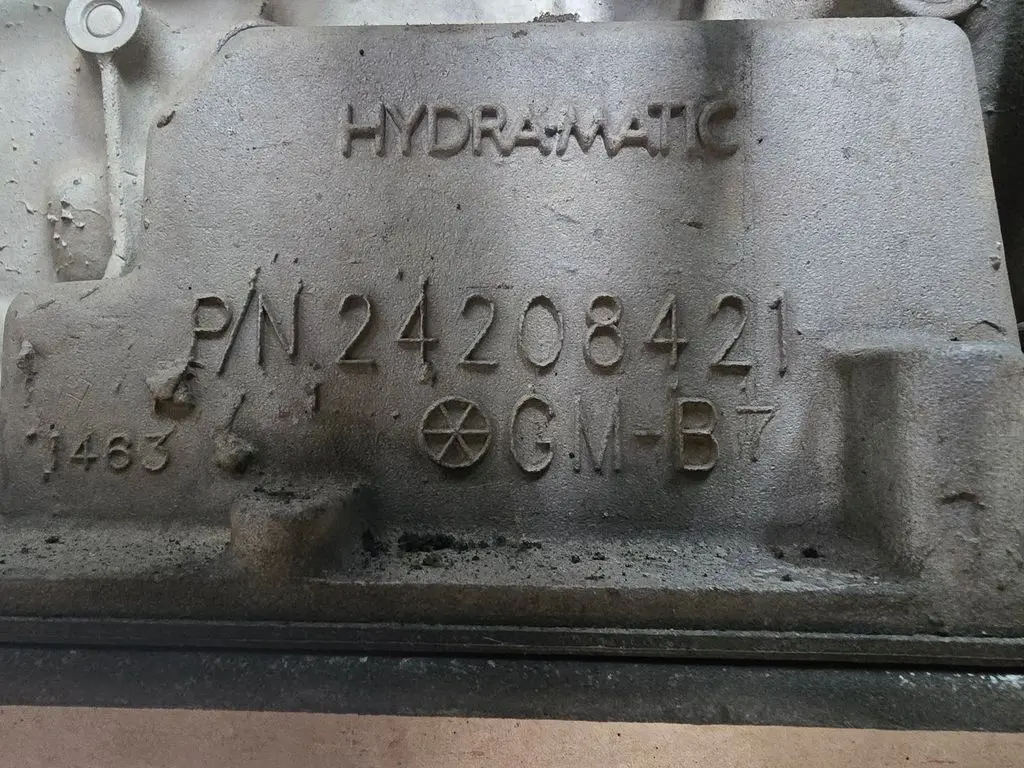 HYDRA-MATIC
P/N 24208421
GM-B7
1463